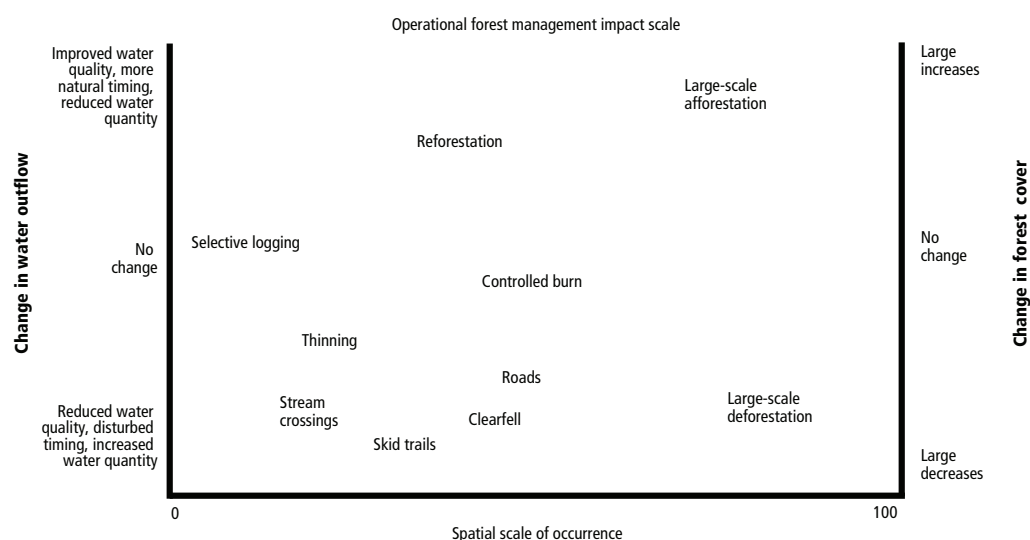 Operational forest management impact scale
Improved water
quality, more
natural timing,
reduced water
quantity
Large
increases
Large-scale
afforestation
Reforestation
Change in water outflow
Change in forest cover
Selective logging
No
change
No
change
Controlled burn
Thinning
Roads
Stream
crossings
Large-scale
deforestation
Clearfell
Reduced water
quality, disturbed
timing, increased
water quantity
Skid trails
Large
decreases
0
100
Spatial scale of occurrence